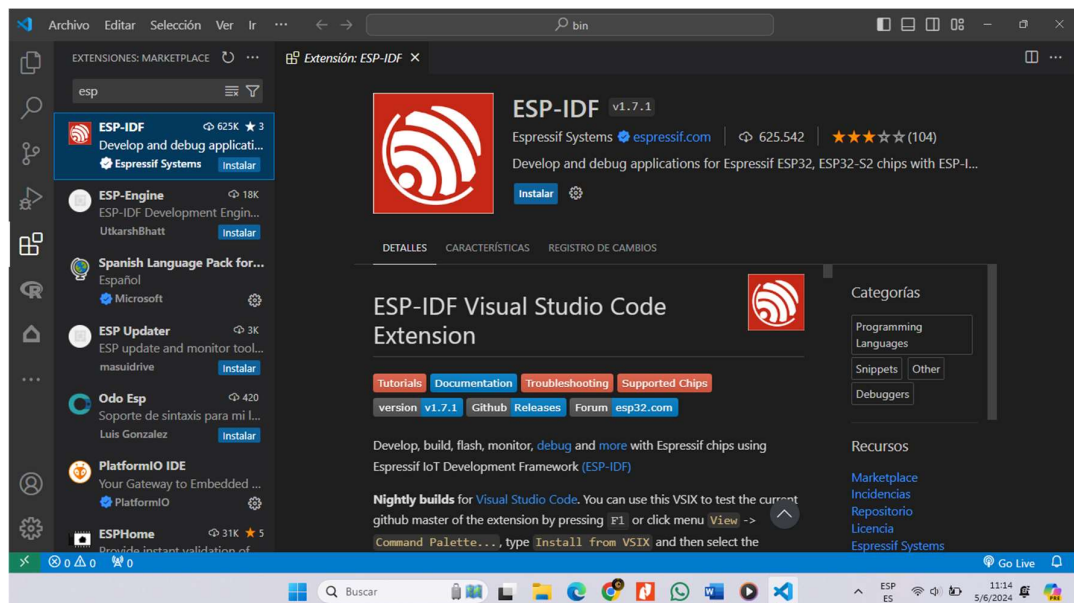 Archivo Editar Selección Ver Ir ··· bin
EXTENSIONES: MARKETPLACE
esp
ESP-IDF 625K ★ 3
Develop and debug applicati...
Espressif Systems Instalar
ESP-Engine 18K
ESP-IDF Development Engin...
UtkarshBhatt Instalar
Spanish Language Pack for...
Español
Microsoft
ESP Updater 3K
ESP update and monitor tool...
masuidrive Instalar
Odo Esp 420
Soporte de sintaxis para mi l...
Luis Gonzalez Instalar
PlatformIO IDE
Your Gateway to Embedded ...
PlatformIO
ESPHome 31K ★ 5
Provide instant validation of
Extensión: ESP-IDF
ESP-IDF v1.7.1
Espressif Systems espressif.com 625.542 ★★★☆☆(104)
Develop and debug applications for Espressif ESP32, ESP32-S2 chips with ESP-I...
Instalar
DETALLES CARACTERÍSTICAS REGISTRO DE CAMBIOS
ESP-IDF Visual Studio Code
Extension
Tutorials Documentation Troubleshooting Supported Chips
version v1.7.1 Github Releases Forum esp32.com
Develop, build, flash, monitor, debug and more with Espressif chips using
Espressif IoT Development Framework (ESP-IDF)
Nightly builds for Visual Studio Code. You can use this VSIX to test the current
github master of the extension by pressing F1 or click menu View ->
Command Palette..., type Install from VSIX and then select the
Categorías
Programming
Languages
Snippets Other
Debuggers
Recursos
Marketplace
Incidencias
Repositorio
Licencia
Espressif Systems
0 0 0 Go Live
Buscar
ESP
ES
11:14
5/6/2024
PRE